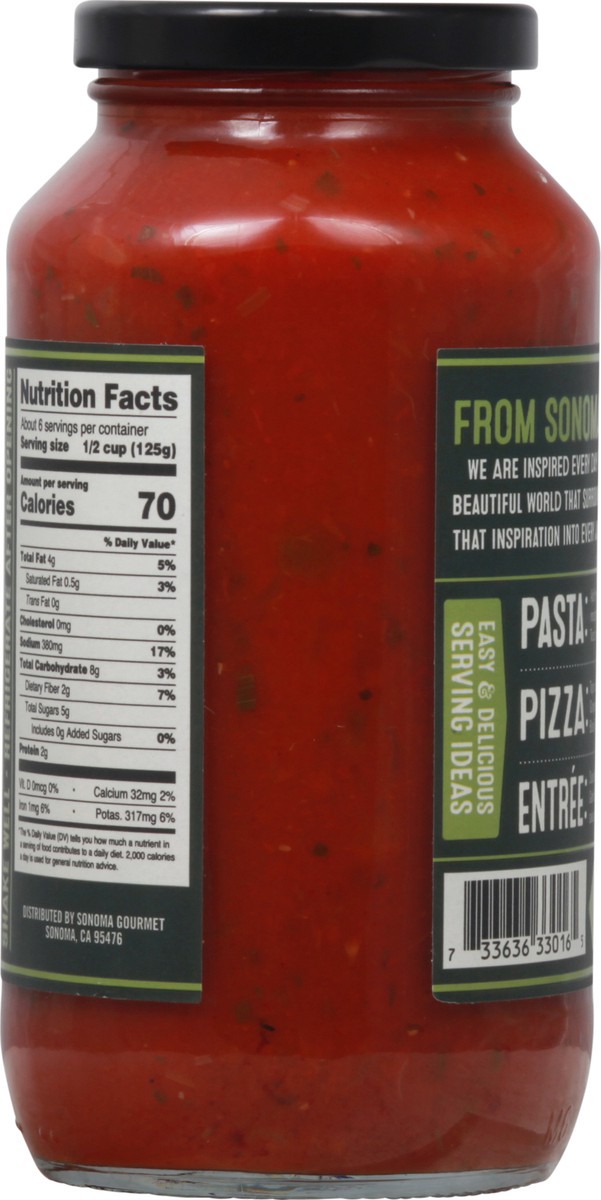 SHAKE WELL · REFRIGERATE AFTER OPENING
Nutrition Facts
About 6 servings per container
Serving size 1/2 cup (125g)
Amount per serving
Calories 70
% Daily Value*
Total Fat 4g 5%
Saturated Fat 0.5g 3%
Trans Fat 0g
Cholesterol 0mg 0%
Sodium 380mg 17%
Total Carbohydrate 8g 3%
Dietary Fiber 2g 7%
Total Sugars 5g
Includes 0g Added Sugars 0%
Protein 2g
Vit. D 0mcg 0% · Calcium 32mg 2%
Iron 1mg 6% · Potas. 317mg 6%
*The % Daily Value (DV) tells you how much a nutrient in
a serving of food contributes to a daily diet. 2,000 calories
a day is used for general nutrition advice.
DISTRIBUTED BY SONOMA GOURMET
SONOMA, CA 95476
FROM SONOMA
WE ARE INSPIRED EVERY DAY
BEAUTIFUL WORLD THAT
THAT INSPIRATION INTO EVERY
EASY & DELICIOUS
SERVING IDEAS
PASTA:
PIZZA:
ENTRÉE:
7 33636 33016 5